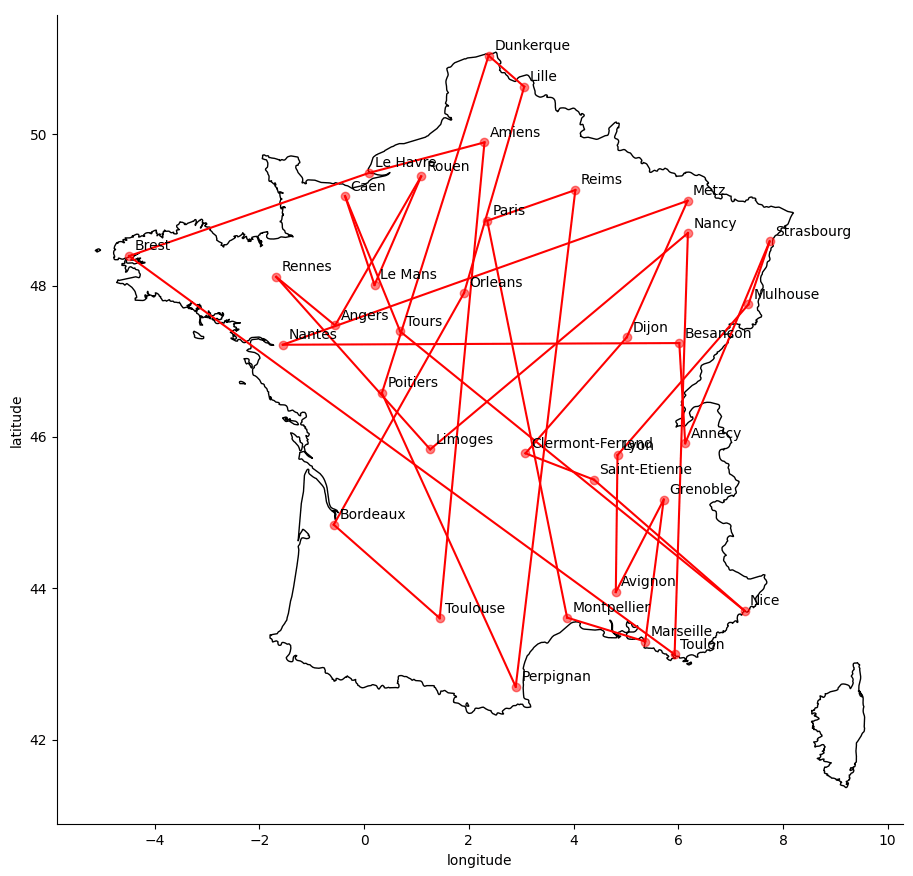 Dunkerque
Lille
50
Amiens
Le Havre
Rouen
Caen
Reims
Metz
Paris
Nancy
Strasbourg
Brest
Rennes
Le Mans
Orléans
Mulhouse
48
Angers
Tours
Dijon
Nantes
Besançon
Poitiers
latitude
46
Limoges
Clermont-Ferrand
Lyon
Annecy
Saint-Etienne
Grenoble
Bordeaux
44
Avignon
Toulouse
Montpellier
Nice
Marseille
Toulon
Perpignan
42
−4
−2
0
2
4
6
8
10
longitude